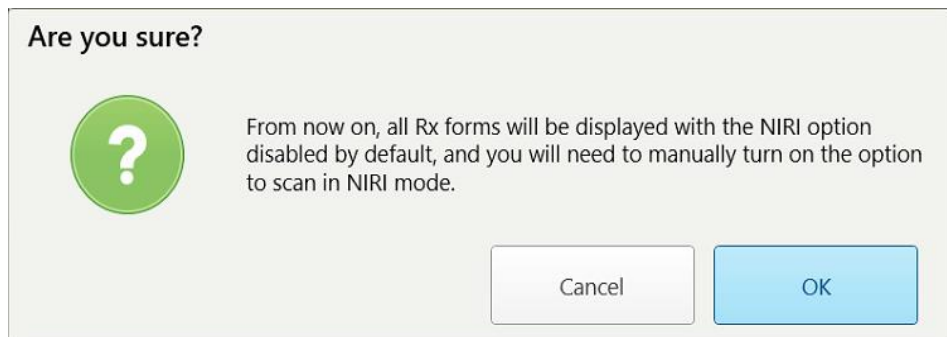 Are you sure?
?
From now on, all Rx forms will be displayed with the NIRI option
disabled by default, and you will need to manually turn on the option
to scan in NIRI mode.
Cancel OK